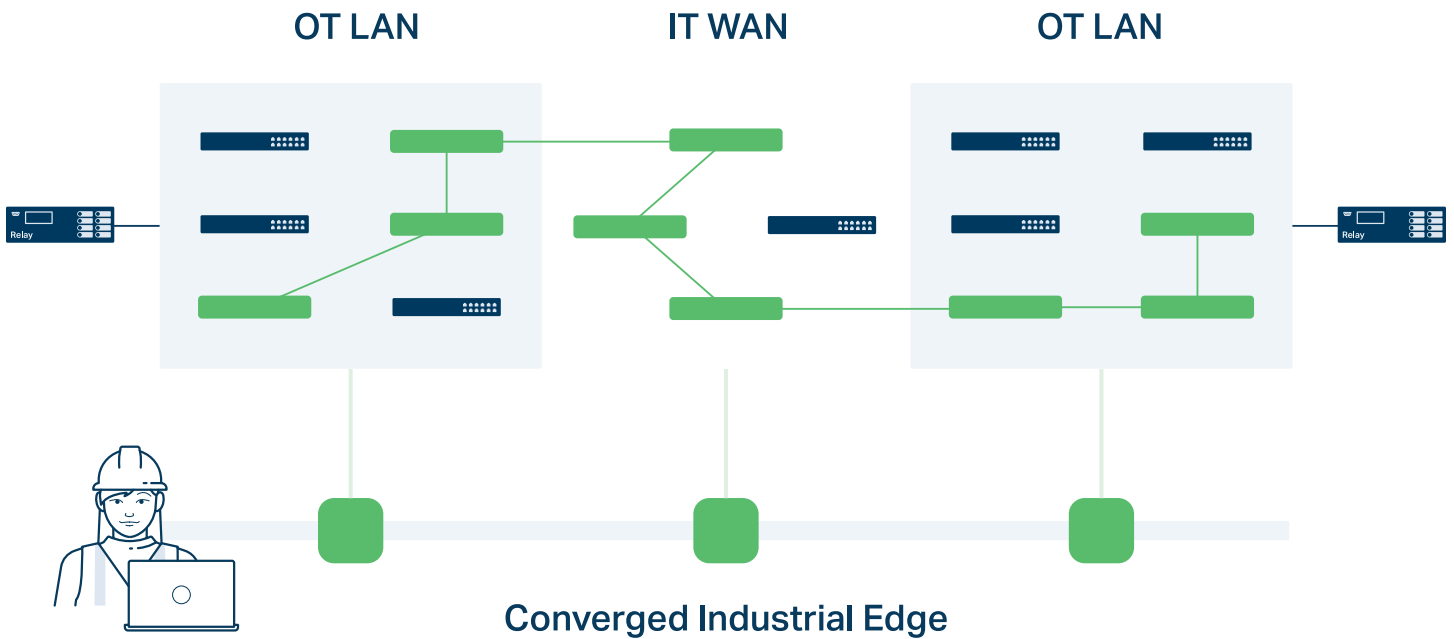 OT LAN
IT WAN
OT LAN
Relay
Relay
Converged Industrial Edge